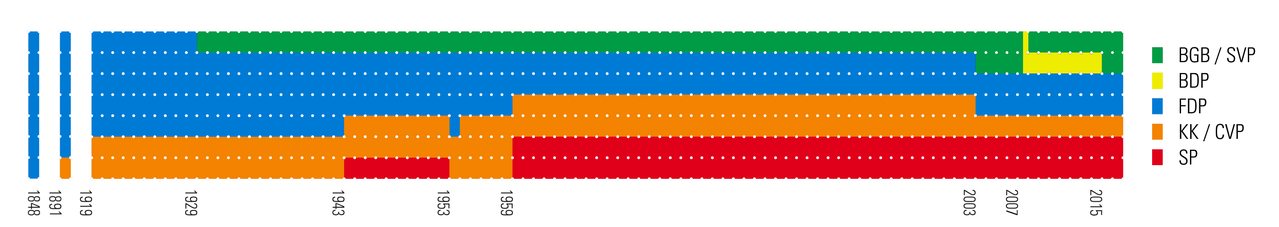 BGB / SVP
BDP
FDP
KK / CVP
SP
1848
1891
1919
1929
1943
1953
1959
2003
2007
2015